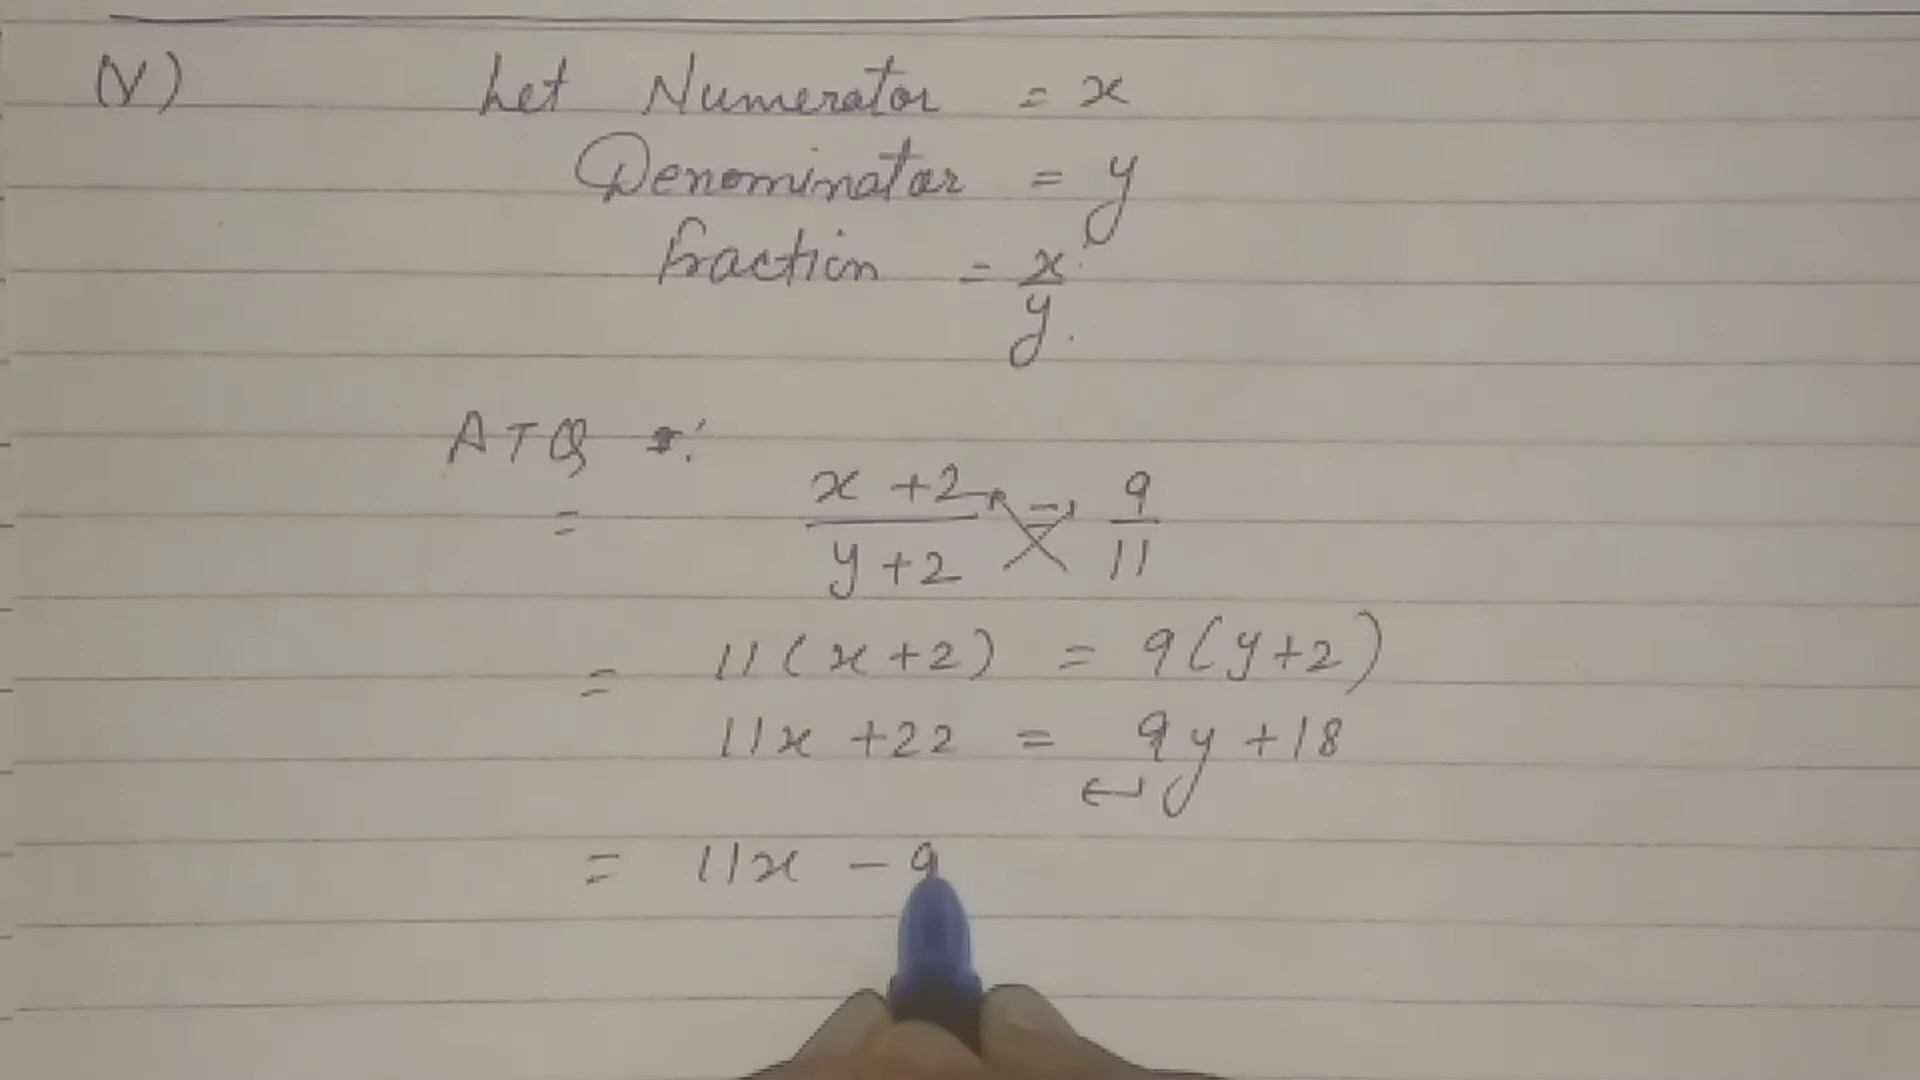 (V) Let Numerator = x
Denominator = y
fraction = x/y.
ATQ :
= x+2/y+2 = 9/11
= 11(x+2) = 9(y+2)
11x +22 = 9y +18
= 11x - 9